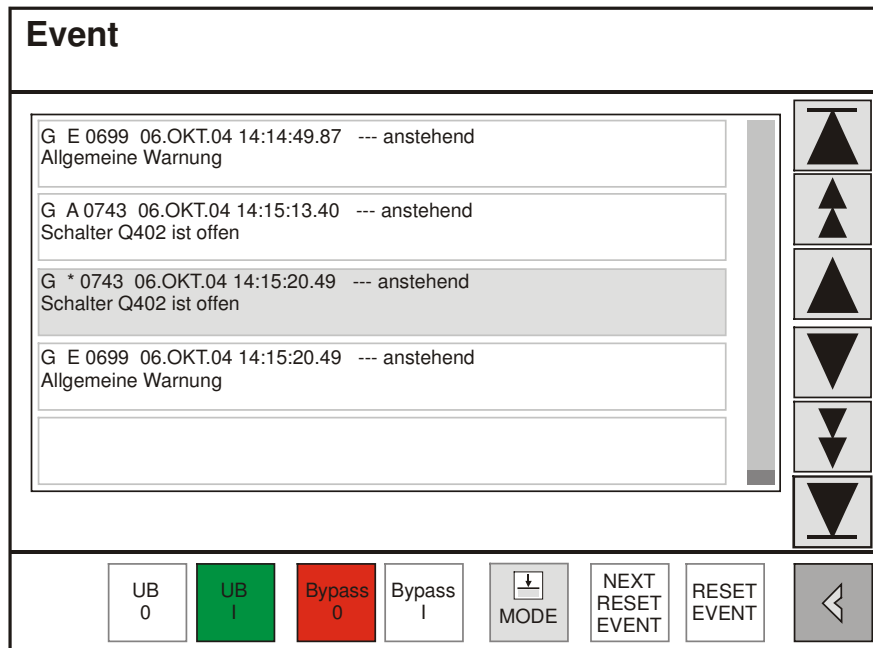 Event
G E 0699 06.OKT.04 14:14:49.87 --- anstehend
Allgemeine Warnung
G A 0743 06.OKT.04 14:15:13.40 --- anstehend
Schalter Q402 ist offen
G * 0743 06.OKT.04 14:15:20.49 --- anstehend
Schalter Q402 ist offen
G E 0699 06.OKT.04 14:15:20.49 --- anstehend
Allgemeine Warnung
UB
0
UB
I
Bypass
0
Bypass
I
MODE
NEXT
RESET
EVENT
RESET
EVENT